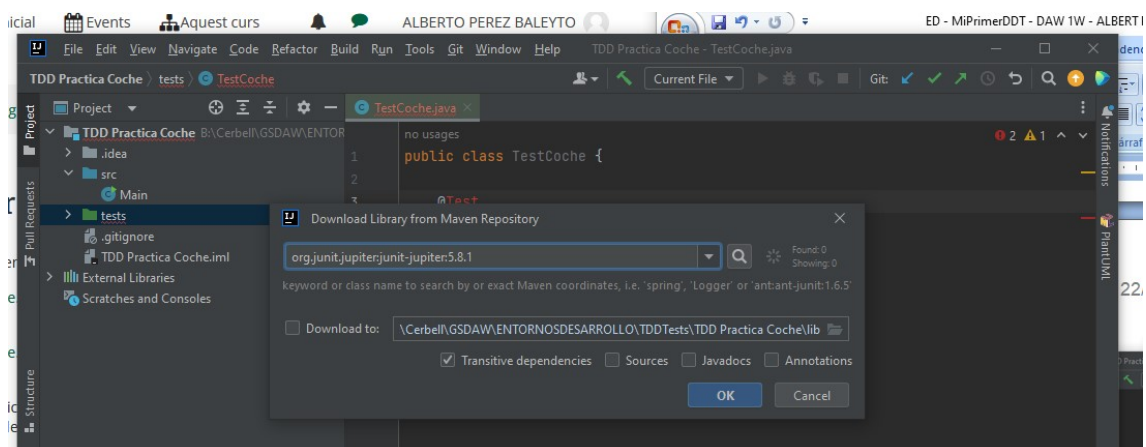 icial
Events
Aquest curs
ALBERTO PEREZ BALEYTO
ED - MiPrimerDDT - DAW 1W - ALBERT
File Edit View Navigate Code Refactor Build Run Tools Git Window Help
TDD Practica Coche - TestCoche.java
TDD Practica Coche
tests
TestCoche
Current File
Git:
Project
TestCoche.java
Project
TDD Practica Coche B:\Cerbell\GSDAW\ENTOR
.idea
src
Main
tests
.gitignore
TDD Practica Coche.iml
External Libraries
Scratches and Consoles
Pull Requests
Structure
no usages
1 public class TestCoche {
2
3 @Test
2 1
Notifications
PlantUML
Download Library from Maven Repository
org.junit.jupiter:junit-jupiter:5.8.1
Found: 0
Showing: 0
keyword or class name to search by or exact Maven coordinates, i.e. 'spring', 'Logger' or 'ant:ant-junit:1.6.5'
Download to:
\Cerbell\GSDAW\ENTORNOSDESARROLLO\TDDTests\TDD Practica Coche\lib
Transitive dependencies Sources Javadocs Annotations
OK Cancel
22/